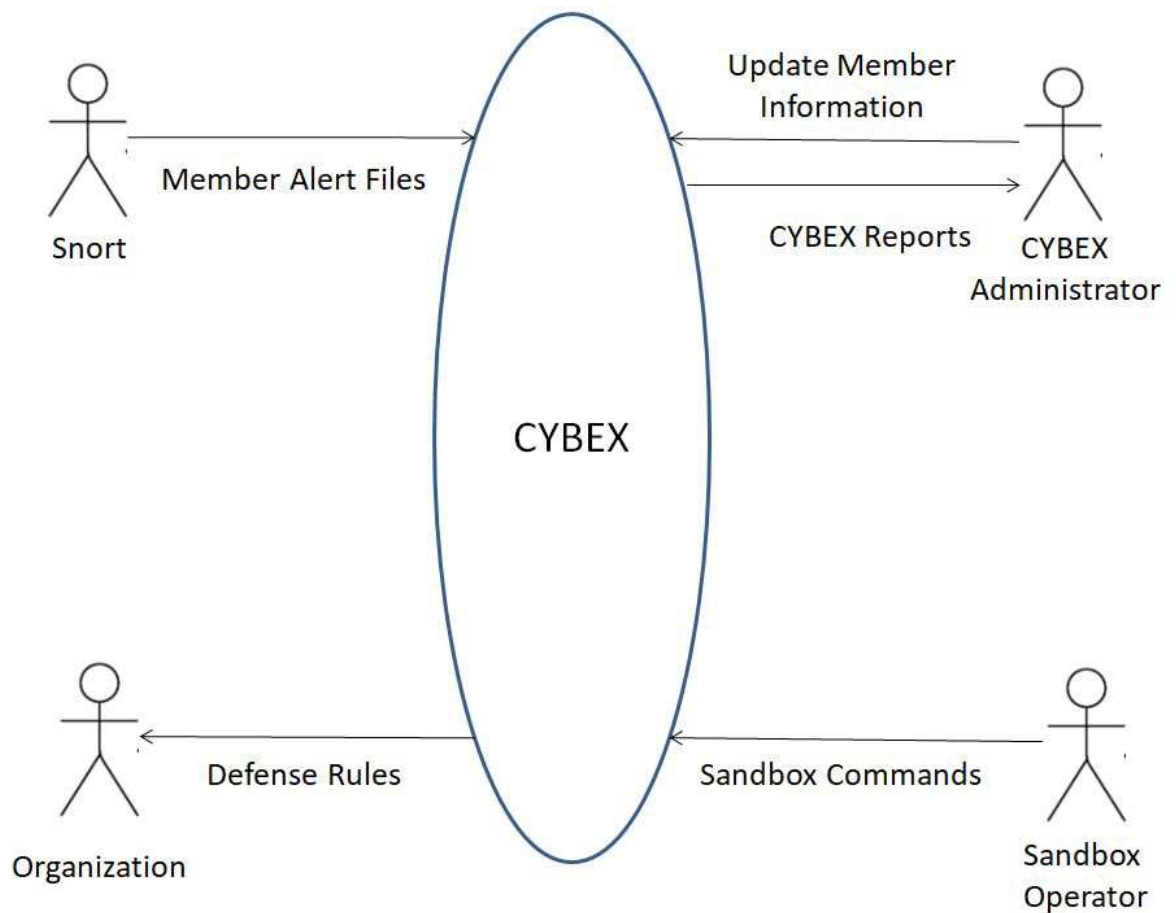 Update Member
Information
Member Alert Files
Snort
CYBEX Reports
CYBEX
Administrator
CYBEX
Defense Rules
Sandbox Commands
Organization
Sandbox
Operator